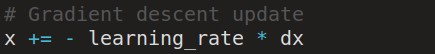 # Gradient descent update
x += - learning_rate * dx